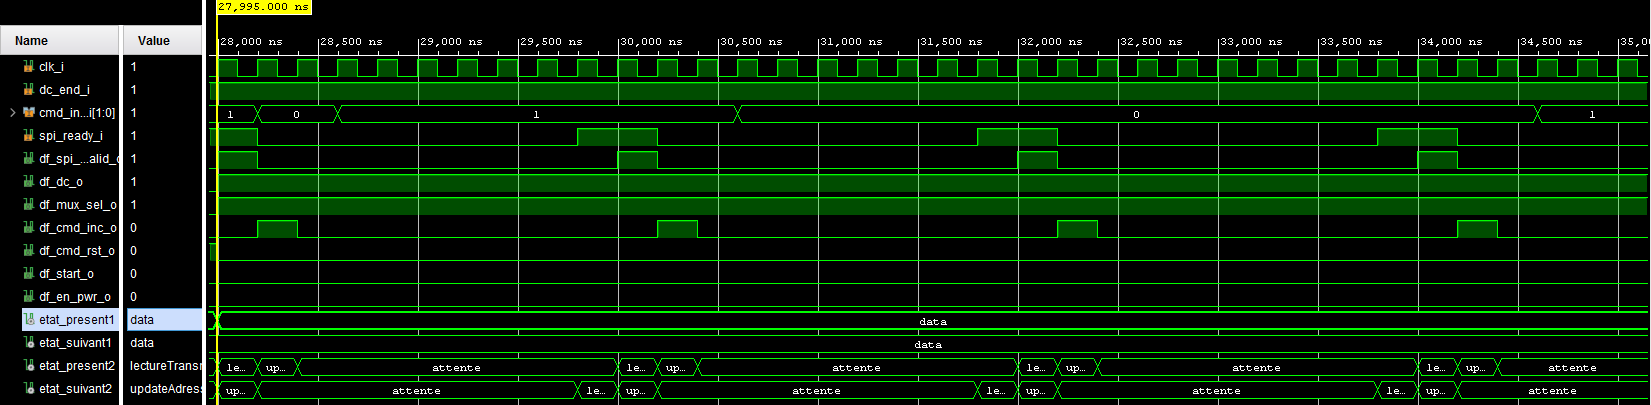 27,995.000 ns
Name Value
28,000 ns 28,500 ns 29,000 ns 29,500 ns 30,000 ns 30,500 ns 31,000 ns 31,500 ns 32,000 ns 32,500 ns 33,000 ns 33,500 ns 34,000 ns 34,500 ns 35,0
clk_i 1
dc_end_i 1
cmd_in...i[1:0] 1 1 0 1 0 1
spi_ready_i 1
df_spi_...alid_o 1
df_dc_o 1
df_mux_sel_o 1
df_cmd_inc_o 0
df_cmd_rst_o 0
df_start_o 0
df_en_pwr_o 0
etat_present1 data data
etat_suivant1 data data
etat_present2 lectureTransm le... up... attente le... up... attente le... up... attente le... up... attente
etat_suivant2 updateAdress up... attente le... up... attente le... up... attente le... up... attente